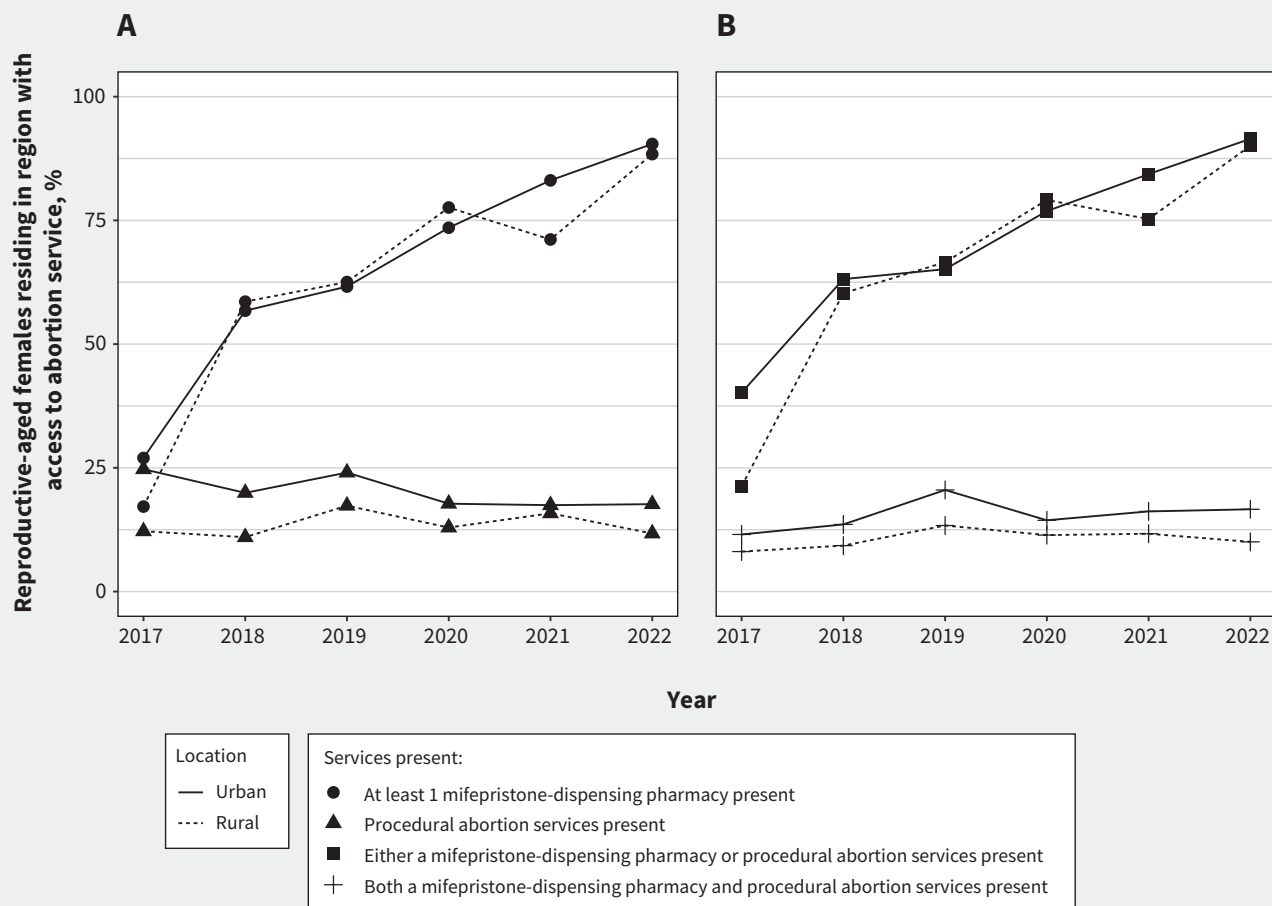 A
B
Reproductive-aged females residing in region with
access to abortion service, %
100
75
50
25
0
2017 2018 2019 2020 2021 2022
2017 2018 2019 2020 2021 2022
Year
Location
Urban
Rural
Services present:
At least 1 mifepristone-dispensing pharmacy present
Procedural abortion services present
Either a mifepristone-dispensing pharmacy or procedural abortion services present
Both a mifepristone-dispensing pharmacy and procedural abortion services present